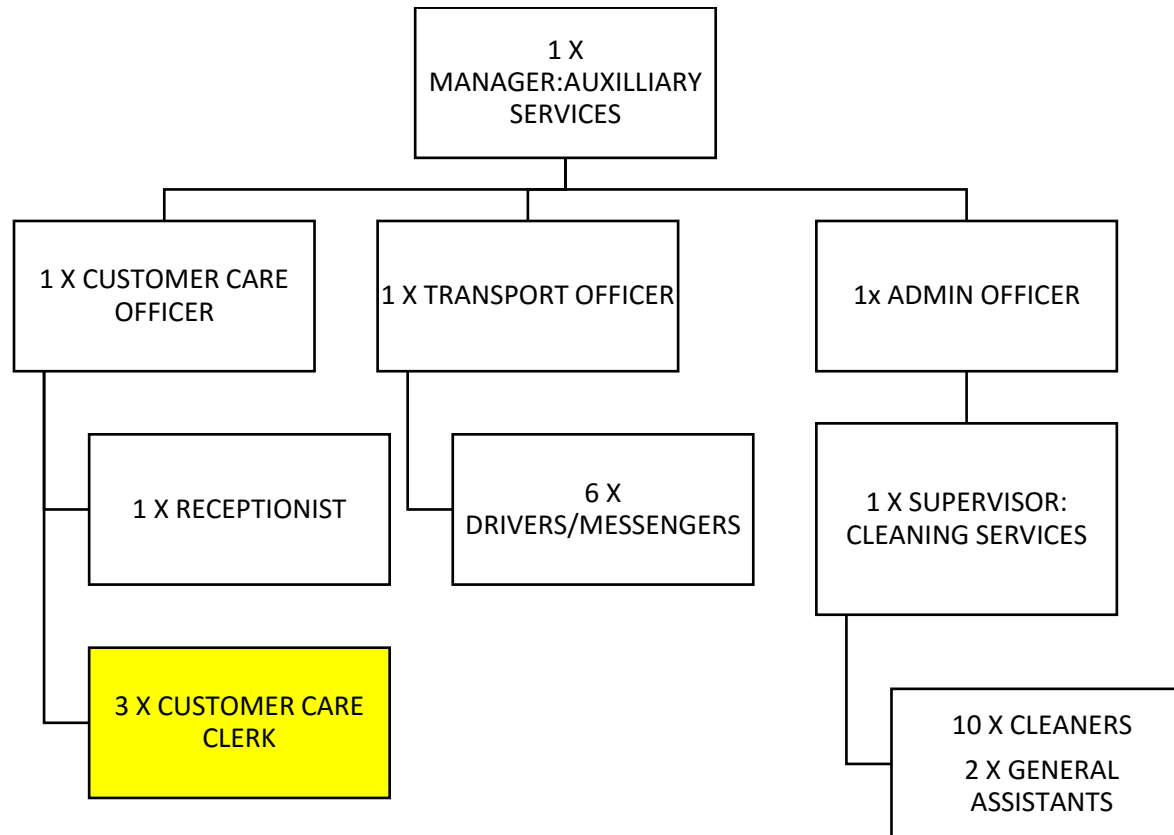 1 X
MANAGER:AUXILLIARY
SERVICES
1 X CUSTOMER CARE
OFFICER
1 X TRANSPORT OFFICER
1x ADMIN OFFICER
1 X RECEPTIONIST
6 X
DRIVERS/MESSENGERS
1 X SUPERVISOR:
CLEANING SERVICES
3 X CUSTOMER CARE
CLERK
10 X CLEANERS
2 X GENERAL
ASSISTANTS